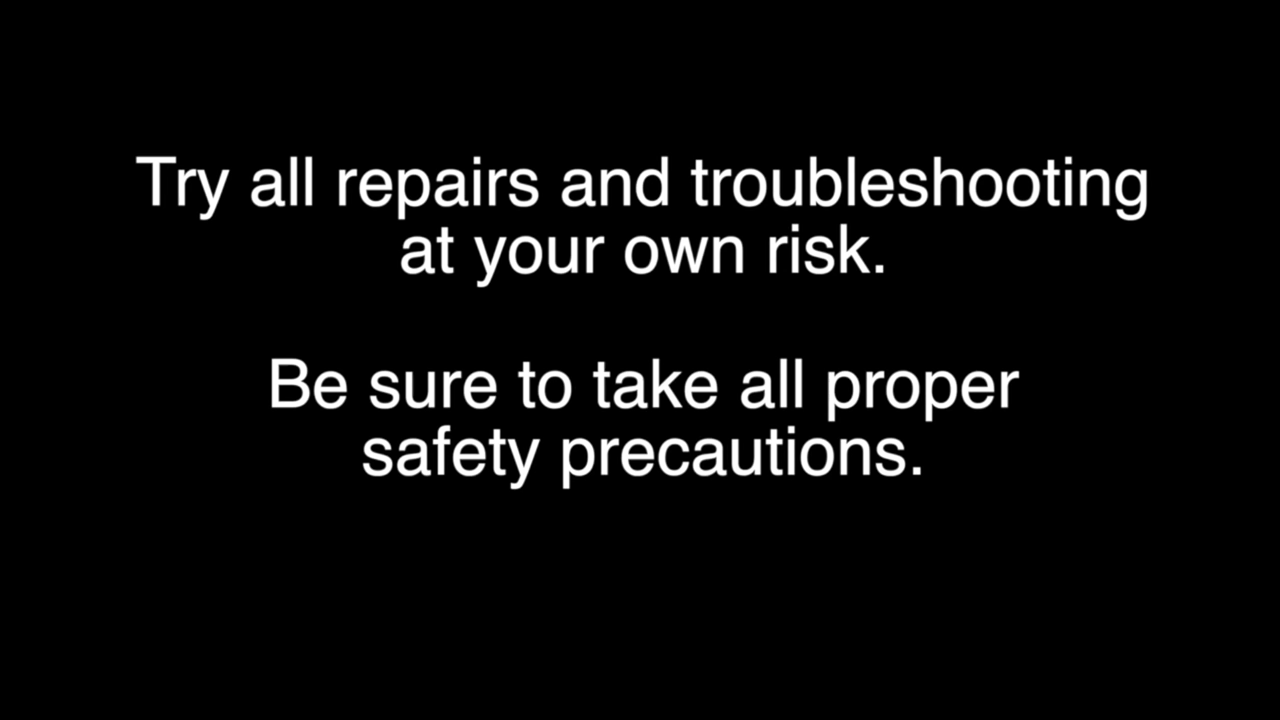 Try all repairs and troubleshooting
at your own risk.
Be sure to take all proper
safety precautions.